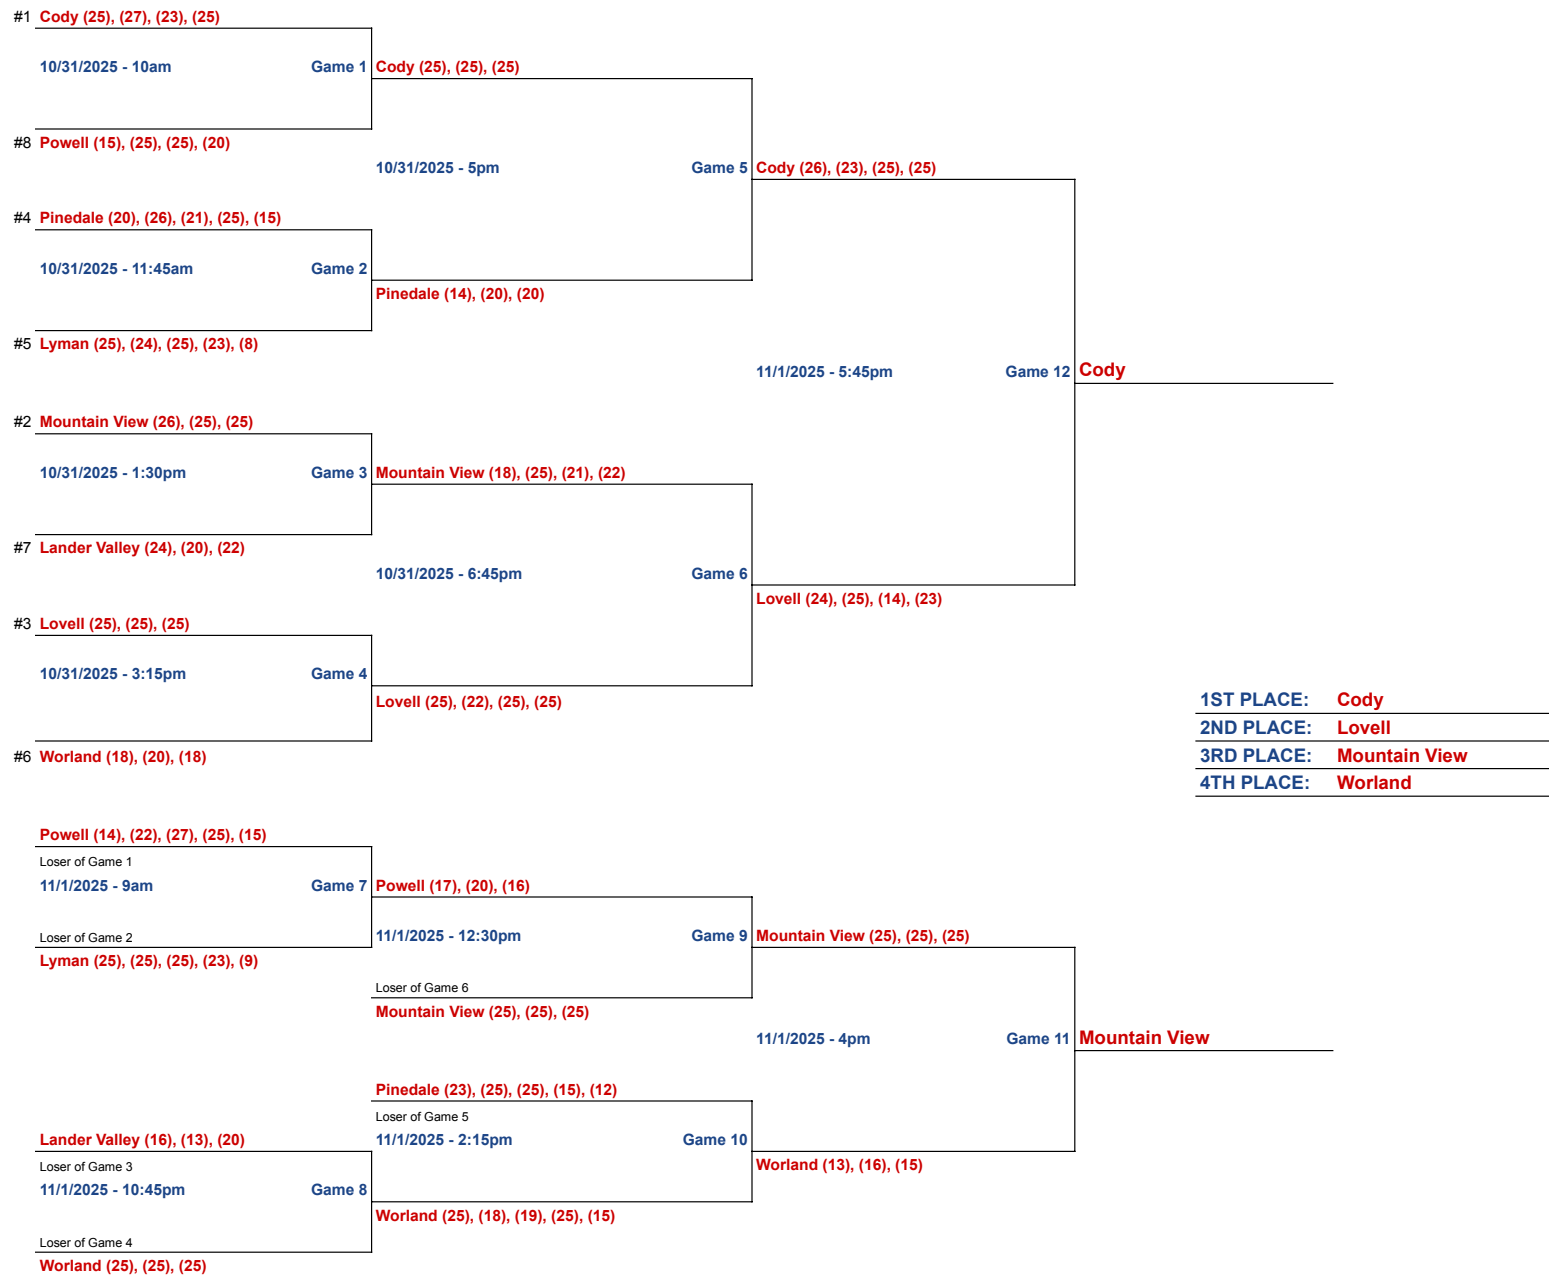 #1 Cody (25), (27), (23), (25)
10/31/2025 - 10am Game 1 Cody (25), (25), (25)
#8 Powell (15), (25), (25), (20)
10/31/2025 - 5pm Game 5 Cody (26), (23), (25), (25)
#4 Pinedale (20), (26), (21), (25), (15)
10/31/2025 - 11:45am Game 2
Pinedale (14), (20), (20)
#5 Lyman (25), (24), (25), (23), (8)
11/1/2025 - 5:45pm Game 12 Cody
#2 Mountain View (26), (25), (25)
10/31/2025 - 1:30pm Game 3 Mountain View (18), (25), (21), (22)
#7 Lander Valley (24), (20), (22)
10/31/2025 - 6:45pm Game 6
Lovell (24), (25), (14), (23)
#3 Lovell (25), (25), (25)
10/31/2025 - 3:15pm Game 4
Lovell (25), (22), (25), (25)
#6 Worland (18), (20), (18)
1ST PLACE: Cody
2ND PLACE: Lovell
3RD PLACE: Mountain View
4TH PLACE: Worland
Powell (14), (22), (27), (25), (15)
Loser of Game 1
11/1/2025 - 9am Game 7 Powell (17), (20), (16)
Loser of Game 2
11/1/2025 - 12:30pm Game 9 Mountain View (25), (25), (25)
Lyman (25), (25), (25), (23), (9)
Loser of Game 6
Mountain View (25), (25), (25)
11/1/2025 - 4pm Game 11 Mountain View
Pinedale (23), (25), (25), (15), (12)
Loser of Game 5
Lander Valley (16), (13), (20)
11/1/2025 - 2:15pm Game 10
Loser of Game 3
Worland (13), (16), (15)
11/1/2025 - 10:45pm Game 8
Worland (25), (18), (19), (25), (15)
Loser of Game 4
Worland (25), (25), (25)